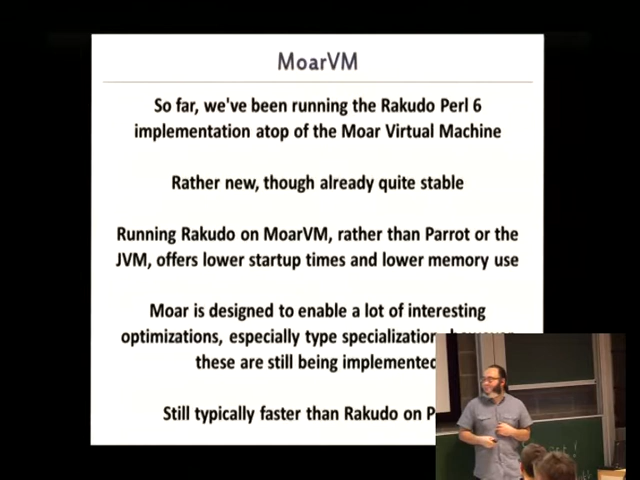 MoarVM
So far, we've been running the Rakudo Perl 6
implementation atop of the Moar Virtual Machine
Rather new, though already quite stable
Running Rakudo on MoarVM, rather than Parrot or the
JVM, offers lower startup times and lower memory use
Moar is designed to enable a lot of interesting
optimizations, especially type specialization
these are still being implemented
Still typically faster than Rakudo on P